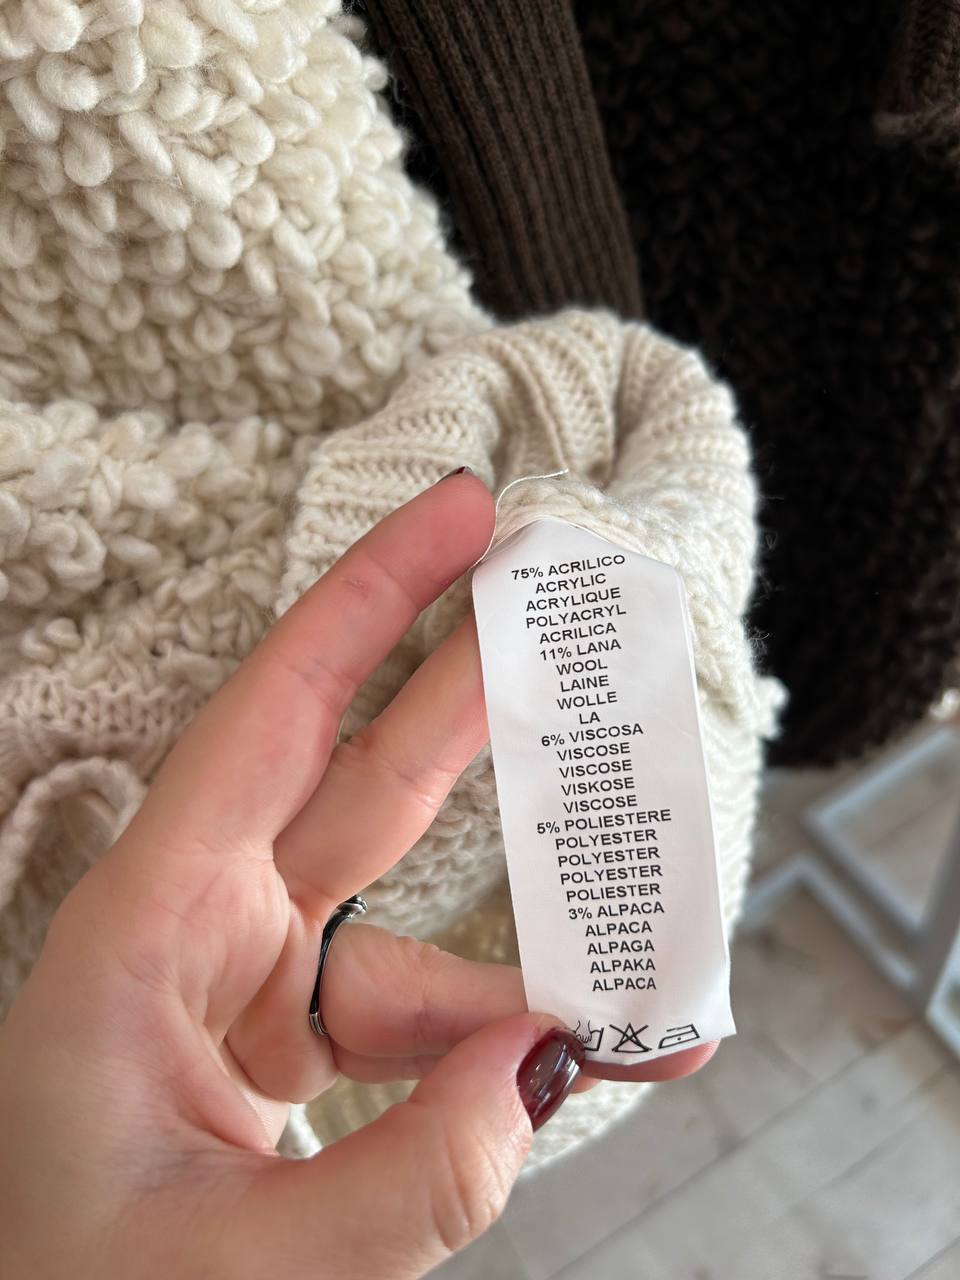 75% ACRILICO
ACRYLIC
ACRYLIQUE
POLYACRYL
ACRILICA
11% LANA
WOOL
LAINE
WOLLE
LA
6% VISCOSA
VISCOSE
VISCOSE
VISKOSE
VISCOSE
5% POLIESTERE
POLYESTER
POLYESTER
POLYESTER
POLIESTER
3% ALPACA
ALPACA
ALPAGA
ALPAKA
ALPACA